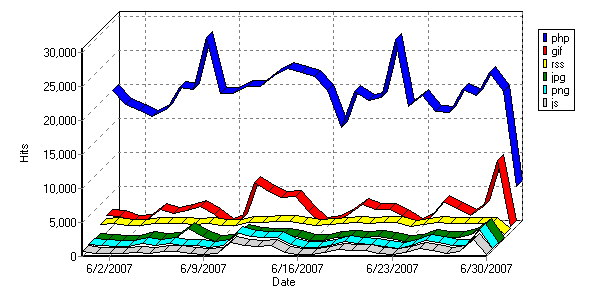 30,000
25,000
20,000
15,000
10,000
5,000
0
Hits
6/2/2007 6/9/2007 6/16/2007 6/23/2007 6/30/2007
Date
php
gif
rss
jpg
png
js